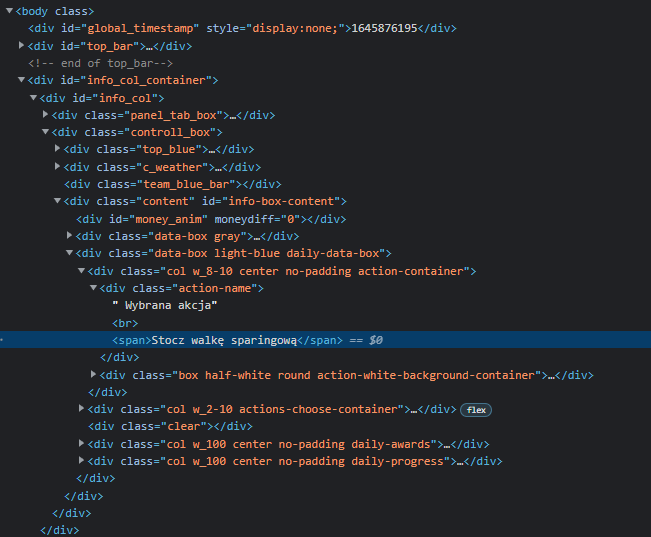 <body class>
<div id="global_timestamp" style="display:none;">1645876195</div>
<div id="top_bar">…</div>
<!-- end of top_bar-->
<div id="info_col_container">
<div id="info_col">
<div class="panel_tab_box">…</div>
<div class="controll_box">
<div class="top_blue">…</div>
<div class="c_weather">…</div>
<div class="team_blue_bar"></div>
<div class="content" id="info-box-content">
<div id="money_anim" moneydiff="0"></div>
<div class="data-box gray">…</div>
<div class="data-box light-blue daily-data-box">
<div class="col w_8-10 center no-padding action-container">
<div class="action-name">
" Wybrana akcja"
<br>
<span>Stocz walkę sparingową</span> == $0
</div>
<div class="box half-white round action-white-background-container">…</div>
</div>
<div class="col w_2-10 actions-choose-container">…</div> flex
<div class="clear"></div>
<div class="col w_100 center no-padding daily-awards">…</div>
<div class="col w_100 center no-padding daily-progress">…</div>
</div>
</div>
</div>
</div>